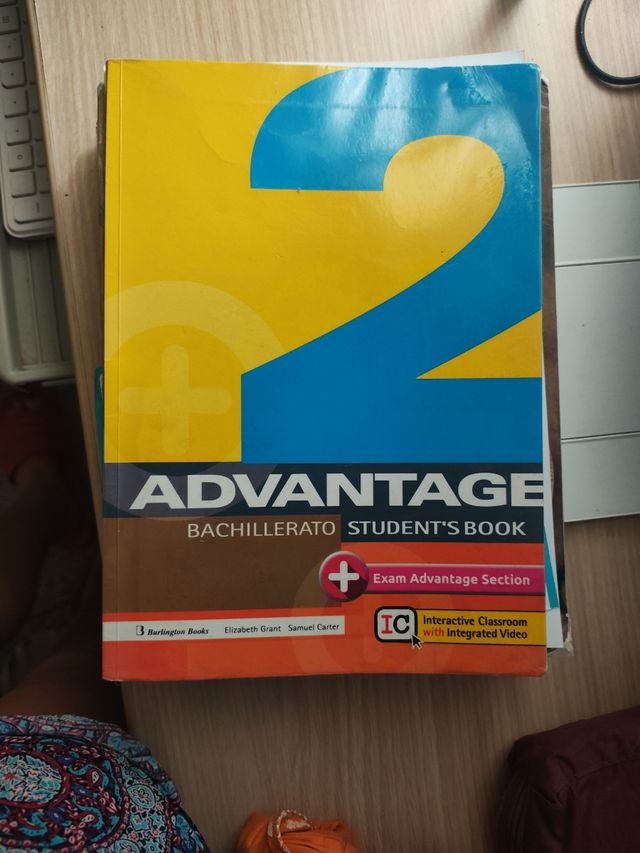 2
ADVANTAGE
BACHILLERATO STUDENT'S BOOK
Exam Advantage Section
Burlington Books Elizabeth Grant Samuel Carter
IC Interactive Classroom
with Integrated Video